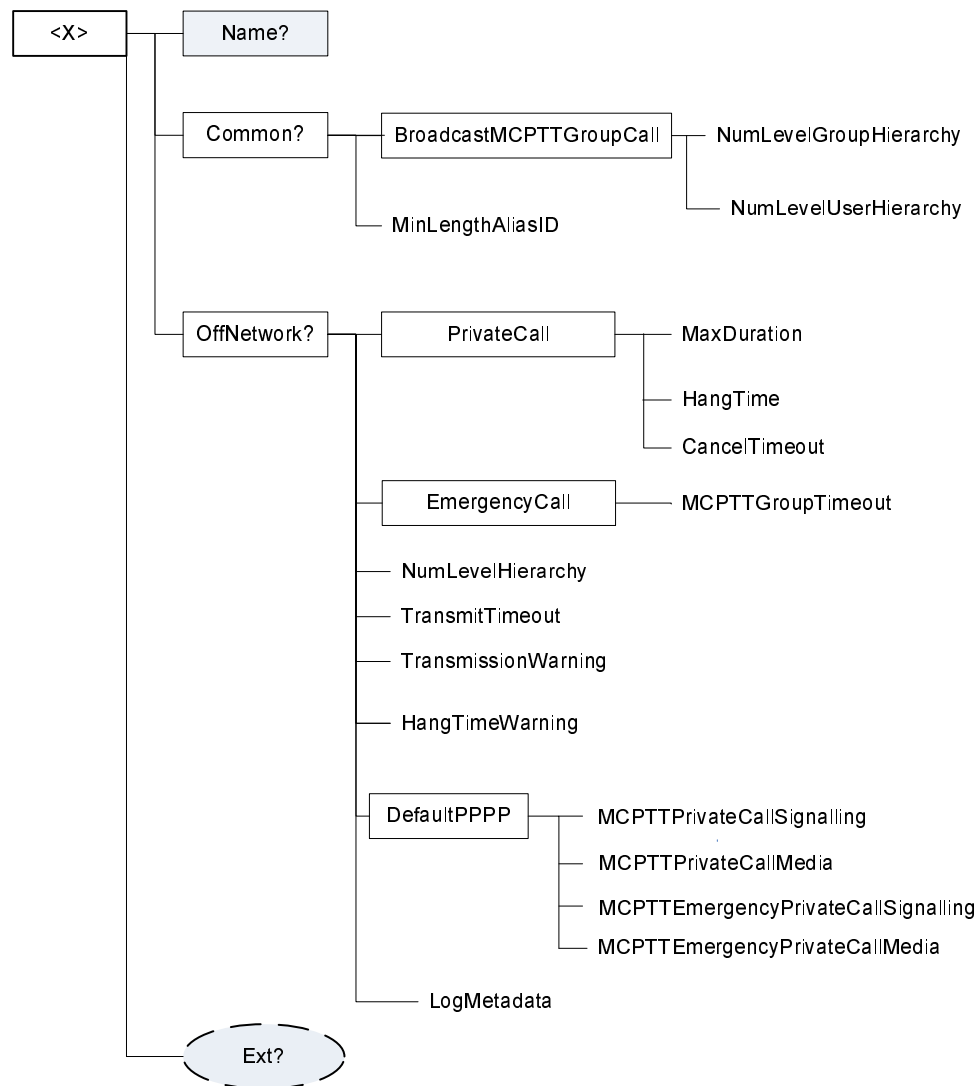 <X>
Name?
Common?
BroadcastMCPTTGroupCall
NumLevelGroupHierarchy
NumLevelUserHierarchy
MinLengthAliasID
OffNetwork?
PrivateCall
MaxDuration
HangTime
CancelTimeout
EmergencyCall
MCPTTGroupTimeout
NumLevelHierarchy
TransmitTimeout
TransmissionWarning
HangTimeWarning
DefaultPPPP
MCPTTPrivateCallSignalling
MCPTTPrivateCallMedia
MCPTTEmergencyPrivateCallSignalling
MCPTTEmergencyPrivateCallMedia
LogMetadata
Ext?